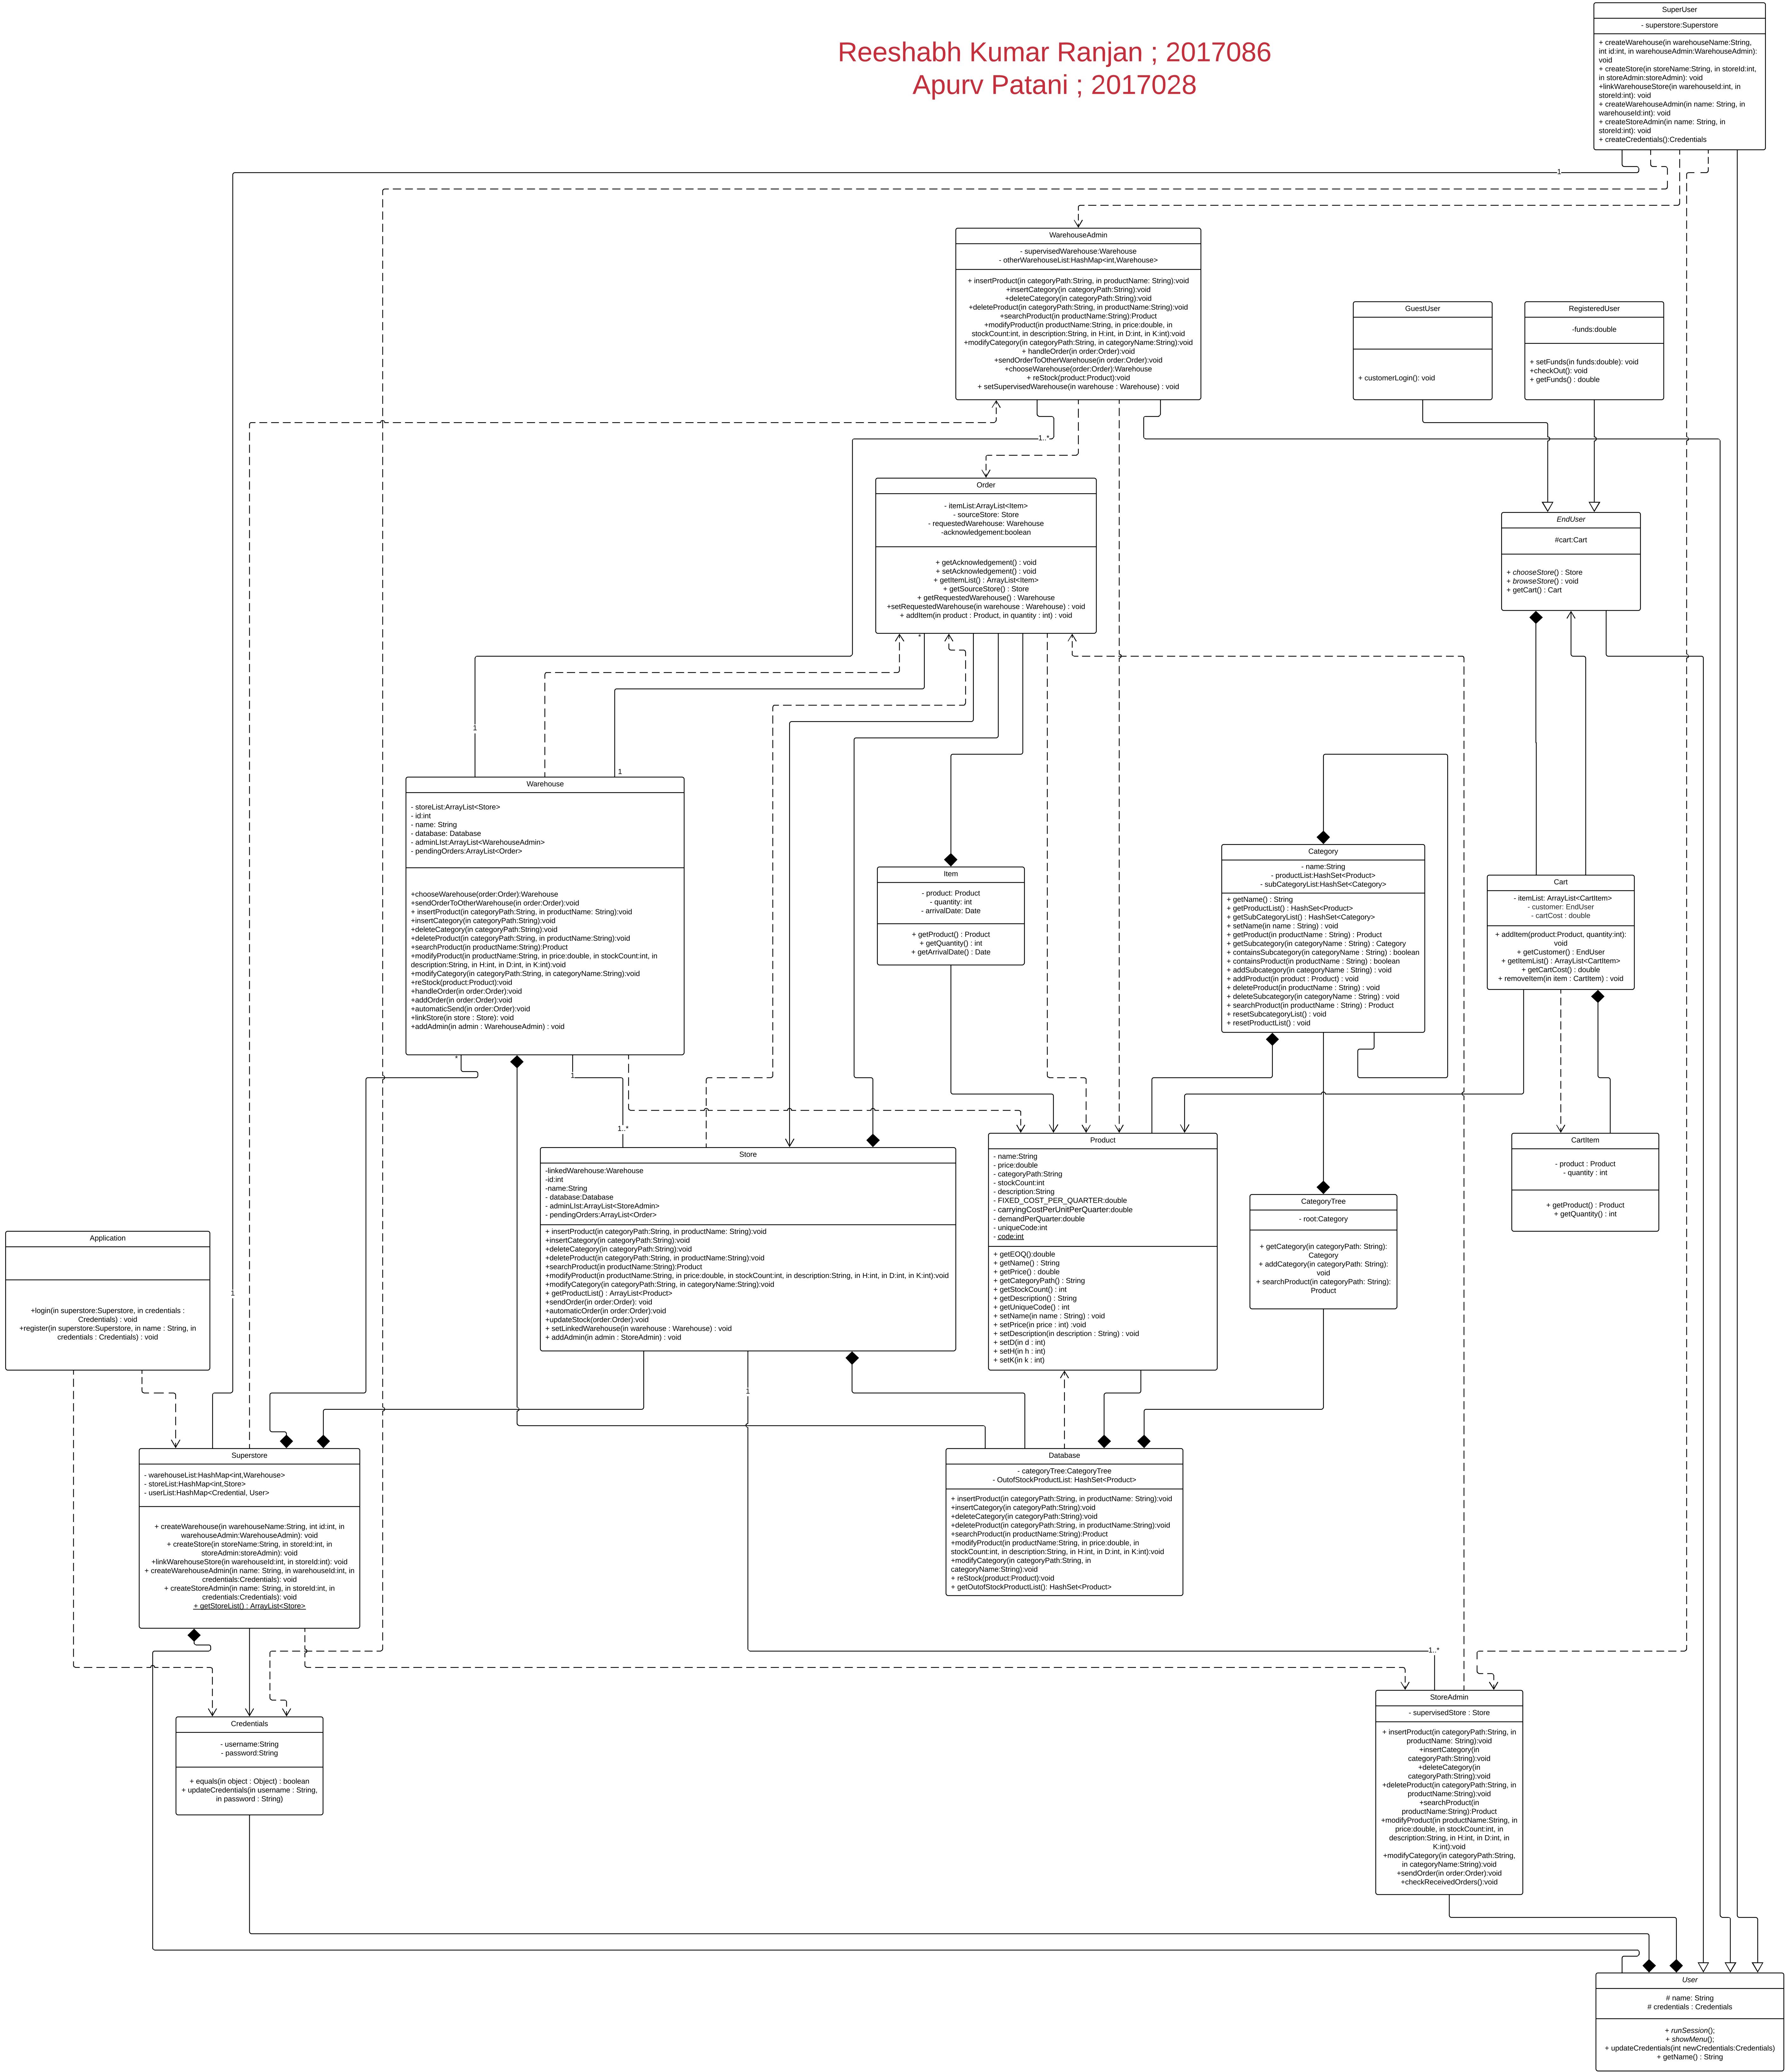 SuperUser
- superstore:Superstore
+ createWarehouse(in warehouseName:String,
int id:int, in warehouseAdmin:WarehouseAdmin):
void
+ createStore(in storeName:String, in storeId:int,
in storeAdmin:storeAdmin): void
+linkWarehouseStore(in warehouseId:int, in
storeId:int): void
+ createWarehouseAdmin(in name: String, in
warehouseId:int): void
+ createStoreAdmin(in name: String, in
storeId:int): void
+ createCredentials():Credentials
Reeshabh Kumar Ranjan ; 2017086
Apurv Patani ; 2017028
1
WarehouseAdmin
- supervisedWarehouse:Warehouse
- otherWarehouseList:HashMap<int,Warehouse>
+ insertProduct(in categoryPath:String, in productName: String):void
+insertCategory(in categoryPath:String):void
+deleteCategory(in categoryPath:String):void
+deleteProduct(in categoryPath:String, in productName:String):void
+searchProduct(in productName:String):Product
+modifyProduct(in productName:String, in price:double, in
stockCount:int, in description:String, in H:int, in D:int, in K:int):void
+modifyCategory(in categoryPath:String, in categoryName:String):void
+ handleOrder(in order:Order):void
+sendOrderToOtherWarehouse(in order:Order):void
+chooseWarehouse(order:Order):Warehouse
+ reStock(product:Product):void
+ setSupervisedWarehouse(in warehouse : Warehouse) : void
GuestUser
+ customerLogin(): void
RegisteredUser
-funds:double
+ setFunds(in funds:double): void
+checkOut(): void
+ getFunds() : double
1..*
Order
- itemList:ArrayList<Item>
- sourceStore: Store
- requestedWarehouse: Warehouse
-acknowledgement:boolean
+ getAcknowledgement() : void
+ setAcknowledgement() : void
+ getItemList() : ArrayList<Item>
+ getSourceStore() : Store
+ getRequestedWarehouse() : Warehouse
+setRequestedWarehouse(in warehouse : Warehouse) : void
+ addItem(in product : Product, in quantity : int) : void
*
EndUser
#cart:Cart
+ chooseStore() : Store
+ browseStore() : void
+ getCart() : Cart
1
1
Warehouse
- storeList:ArrayList<Store>
- id:int
- name: String
- database: Database
- adminLIst:ArrayList<WarehouseAdmin>
- pendingOrders:ArrayList<Order>
+chooseWarehouse(order:Order):Warehouse
+sendOrderToOtherWarehouse(in order:Order):void
+ insertProduct(in categoryPath:String, in productName: String):void
+insertCategory(in categoryPath:String):void
+deleteCategory(in categoryPath:String):void
+deleteProduct(in categoryPath:String, in productName:String):void
+searchProduct(in productName:String):Product
+modifyProduct(in productName:String, in price:double, in stockCount:int, in
description:String, in H:int, in D:int, in K:int):void
+modifyCategory(in categoryPath:String, in categoryName:String):void
+reStock(product:Product):void
+handleOrder(in order:Order):void
+addOrder(in order:Order):void
+automaticSend(in order:Order):void
+linkStore(in store : Store): void
+addAdmin(in admin : WarehouseAdmin) : void
*
1
1..*
Item
- product: Product
- quantity: int
- arrivalDate: Date
+ getProduct() : Product
+ getQuantity() : int
+ getArrivalDate() : Date
Category
- name:String
- productList:HashSet<Product>
- subCategoryList:HashSet<Category>
+ getName() : String
+ getProductList() : HashSet<Product>
+ getSubCategoryList() : HashSet<Category>
+ setName(in name : String) : void
+ getProduct(in productName : String) : Product
+ getSubcategory(in categoryName : String) : Category
+ containsSubcategory(in categoryName : String) : boolean
+ containsProduct(in productName : String) : boolean
+ addSubcategory(in categoryName : String) : void
+ addProduct(in product : Product) : void
+ deleteProduct(in productName : String) : void
+ deleteSubcategory(in categoryName : String) : void
+ searchProduct(in productName : String) : Product
+ resetSubcategoryList() : void
+ resetProductList() : void
Cart
- itemList: ArrayList<CartItem>
- customer: EndUser
- cartCost : double
+ addItem(product:Product, quantity:int):
void
+ getCustomer() : EndUser
+ getItemList() : ArrayList<CartItem>
+ getCartCost() : double
+ removeItem(in item : CartItem) : void
Store
-linkedWarehouse:Warehouse
-id:int
-name:String
- database:Database
- adminLIst:ArrayList<StoreAdmin>
- pendingOrders:ArrayList<Order>
+ insertProduct(in categoryPath:String, in productName: String):void
+insertCategory(in categoryPath:String):void
+deleteCategory(in categoryPath:String):void
+deleteProduct(in categoryPath:String, in productName:String):void
+searchProduct(in productName:String):Product
+modifyProduct(in productName:String, in price:double, in stockCount:int, in description:String, in H:int, in D:int, in K:int):void
+modifyCategory(in categoryPath:String, in categoryName:String):void
+ getProductList() : ArrayList<Product>
+sendOrder(in order:Order): void
+automaticOrder(in order:Order):void
+updateStock(order:Order):void
+ setLinkedWarehouse(in warehouse : Warehouse) : void
+ addAdmin(in admin : StoreAdmin) : void
Product
- name:String
- price:double
- categoryPath:String
- stockCount:int
- description:String
- FIXED_COST_PER_QUARTER:double
- carryingCostPerUnitPerQuarter:double
- demandPerQuarter:double
- uniqueCode:int
- code:int
+ getEOQ():double
+ getName() : String
+ getPrice() : double
+ getCategoryPath() : String
+ getStockCount() : int
+ getDescription() : String
+ getUniqueCode() : int
+ setName(in name : String) : void
+ setPrice(in price : int) :void
+ setDescription(in description : String) : void
+ setD(in d : int)
+ setH(in h : int)
+ setK(in k : int)
CategoryTree
- root:Category
+ getCategory(in categoryPath: String):
Category
+ addCategory(in categoryPath: String):
void
+ searchProduct(in categoryPath: String):
Product
CartItem
- product : Product
- quantity : int
+ getProduct() : Product
+ getQuantity() : int
Application
+login(in superstore:Superstore, in credentials :
Credentials) : void
+register(in superstore:Superstore, in name : String, in
credentials : Credentials) : void
1
1
Superstore
- warehouseList:HashMap<int,Warehouse>
- storeList:HashMap<int,Store>
- userList:HashMap<Credential, User>
+ createWarehouse(in warehouseName:String, int id:int, in
warehouseAdmin:WarehouseAdmin): void
+ createStore(in storeName:String, in storeId:int, in
storeAdmin:storeAdmin): void
+linkWarehouseStore(in warehouseId:int, in storeId:int): void
+ createWarehouseAdmin(in name: String, in warehouseId:int, in
credentials:Credentials): void
+ createStoreAdmin(in name: String, in storeId:int, in
credentials:Credentials): void
+ getStoreList() : ArrayList<Store>
Database
- categoryTree:CategoryTree
- OutofStockProductList: HashSet<Product>
+ insertProduct(in categoryPath:String, in productName: String):void
+insertCategory(in categoryPath:String):void
+deleteCategory(in categoryPath:String):void
+deleteProduct(in categoryPath:String, in productName:String):void
+searchProduct(in productName:String):Product
+modifyProduct(in productName:String, in price:double, in
stockCount:int, in description:String, in H:int, in D:int, in K:int):void
+modifyCategory(in categoryPath:String, in
categoryName:String):void
+ reStock(product:Product):void
+ getOutofStockProductList(): HashSet<Product>
1..*
Credentials
- username:String
- password:String
+ equals(in object : Object) : boolean
+ updateCredentials(in username : String,
in password : String)
StoreAdmin
- supervisedStore : Store
+ insertProduct(in categoryPath:String, in
productName: String):void
+insertCategory(in
categoryPath:String):void
+deleteCategory(in
categoryPath:String):void
+deleteProduct(in categoryPath:String, in
productName:String):void
+searchProduct(in
productName:String):Product
+modifyProduct(in productName:String, in
price:double, in stockCount:int, in
description:String, in H:int, in D:int, in
K:int):void
+modifyCategory(in categoryPath:String,
in categoryName:String):void
+sendOrder(in order:Order):void
+checkReceivedOrders():void
User
# name: String
# credentials : Credentials
+ runSession();
+ showMenu();
+ updateCredentials(int newCredentials:Credentials)
+ getName() : String